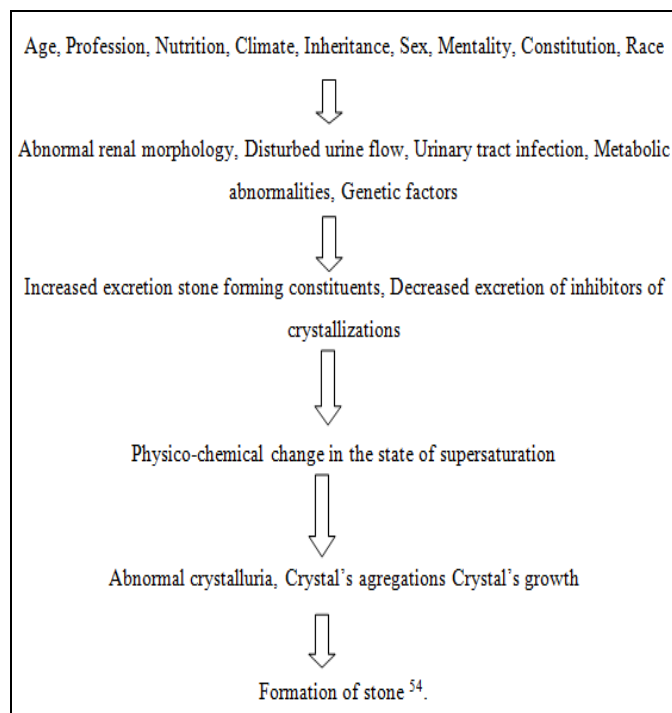 Age, Profession, Nutrition, Climate, Inheritance, Sex, Mentality, Constitution, Race
Abnormal renal morphology, Disturbed urine flow, Urinary tract infection, Metabolic
abnormalities, Genetic factors
Increased excretion stone forming constituents, Decreased excretion of inhibitors of
crystallizations
Physico-chemical change in the state of supersaturation
Abnormal crystalluria, Crystal's agregations Crystal's growth
Formation of stone 54.